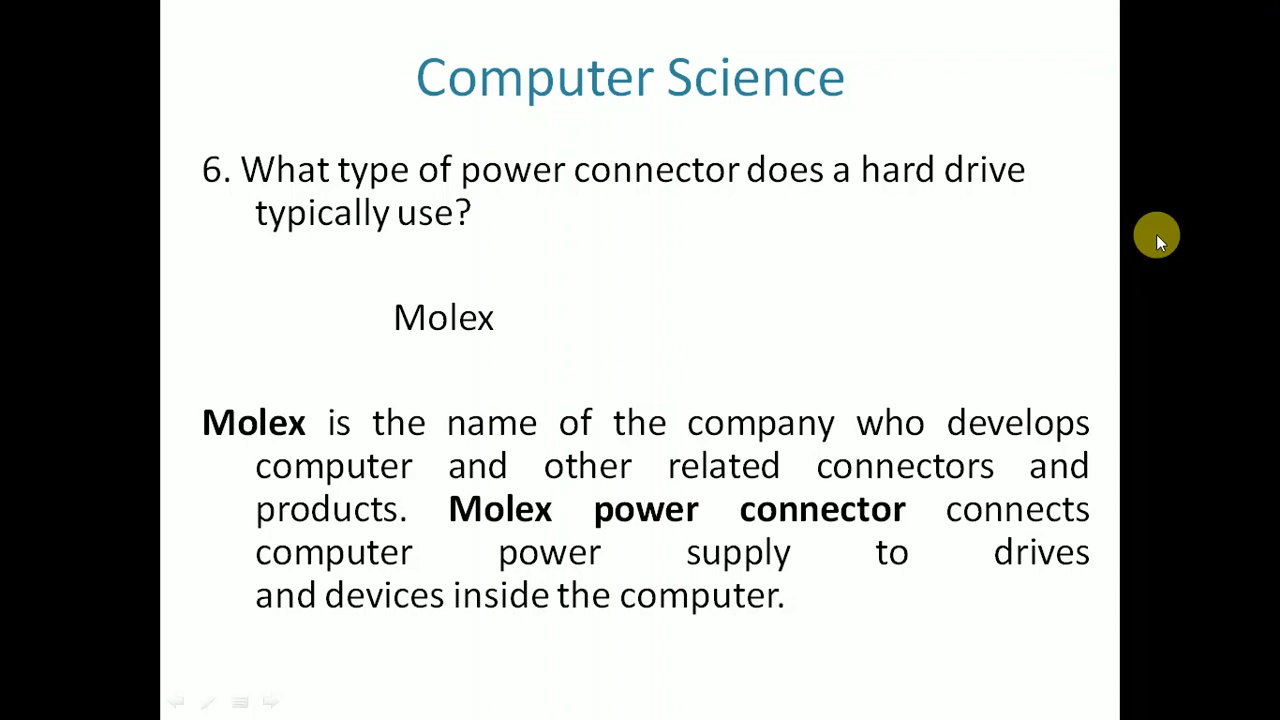 Computer Science
6. What type of power connector does a hard drive
typically use?
Molex
Molex is the name of the company who develops
computer and other related connectors and
products. Molex power connector connects
computer power supply to drives
and devices inside the computer.